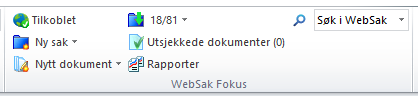 Tilkoblet 18/81 Søk i WebSak
Ny sak Utsjekkede dokumenter (0)
Nytt dokument Rapporter
WebSak Fokus